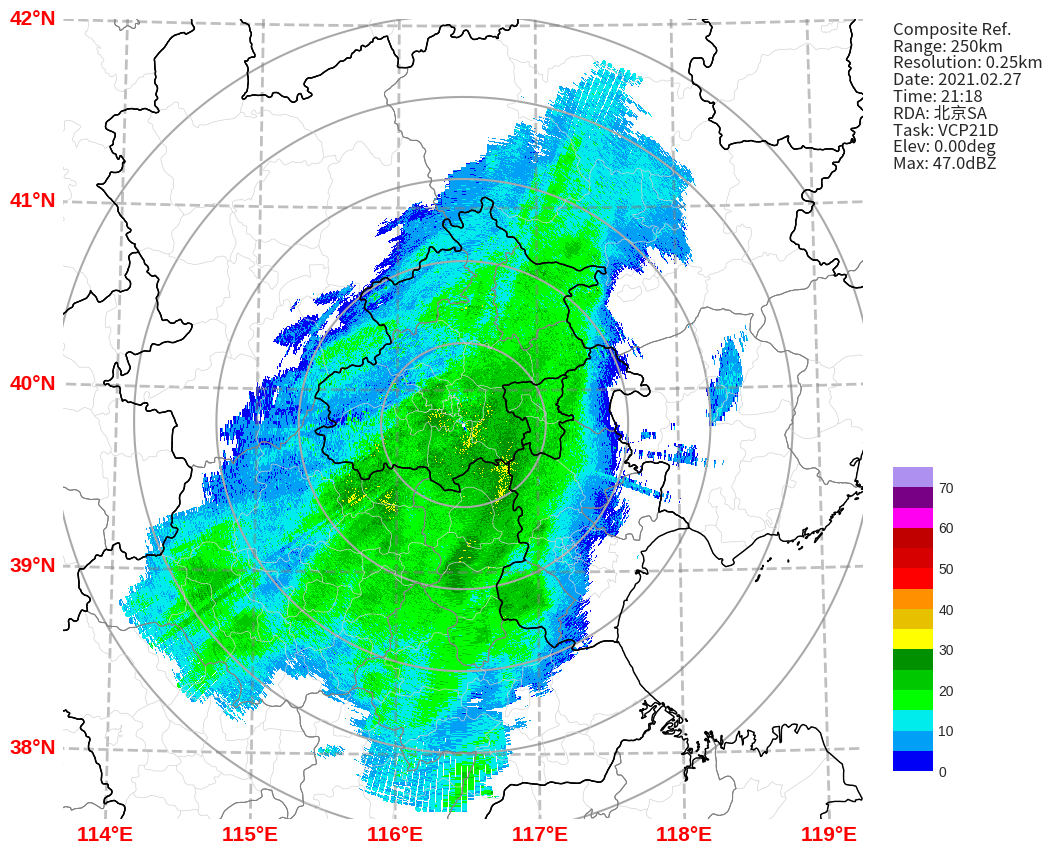 42°N
41°N
40°N
39°N
38°N
114°E
115°E
116°E
117°E
118°E
119°E
Composite Ref.
Range: 250km
Resolution: 0.25km
Date: 2021.02.27
Time: 21:18
RDA: 北京SA
Task: VCP21D
Elev: 0.00deg
Max: 47.0dBZ
70
60
50
40
30
20
10
0